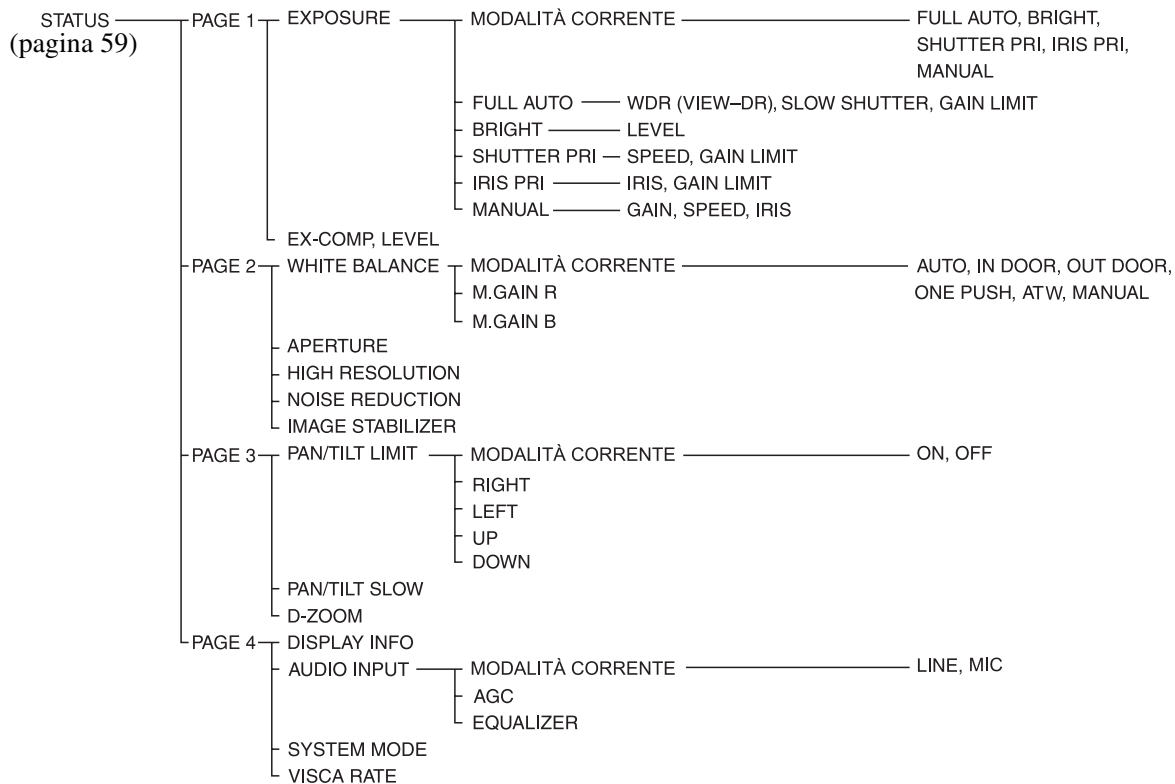 STATUS PAGE 1 EXPOSURE MODALITÀ CORRENTE FULL AUTO, BRIGHT,
(pagina 59) SHUTTER PRI, IRIS PRI,
MANUAL
FULL AUTO WDR (VIEW–DR), SLOW SHUTTER, GAIN LIMIT
BRIGHT LEVEL
SHUTTER PRI SPEED, GAIN LIMIT
IRIS PRI IRIS, GAIN LIMIT
MANUAL GAIN, SPEED, IRIS
EX-COMP, LEVEL
PAGE 2 WHITE BALANCE MODALITÀ CORRENTE AUTO, IN DOOR, OUT DOOR,
M.GAIN R ONE PUSH, ATW, MANUAL
M.GAIN B
APERTURE
HIGH RESOLUTION
NOISE REDUCTION
IMAGE STABILIZER
PAGE 3 PAN/TILT LIMIT MODALITÀ CORRENTE ON, OFF
RIGHT
LEFT
UP
DOWN
PAN/TILT SLOW
D-ZOOM
PAGE 4 DISPLAY INFO
AUDIO INPUT MODALITÀ CORRENTE LINE, MIC
AGC
EQUALIZER
SYSTEM MODE
VISCA RATE